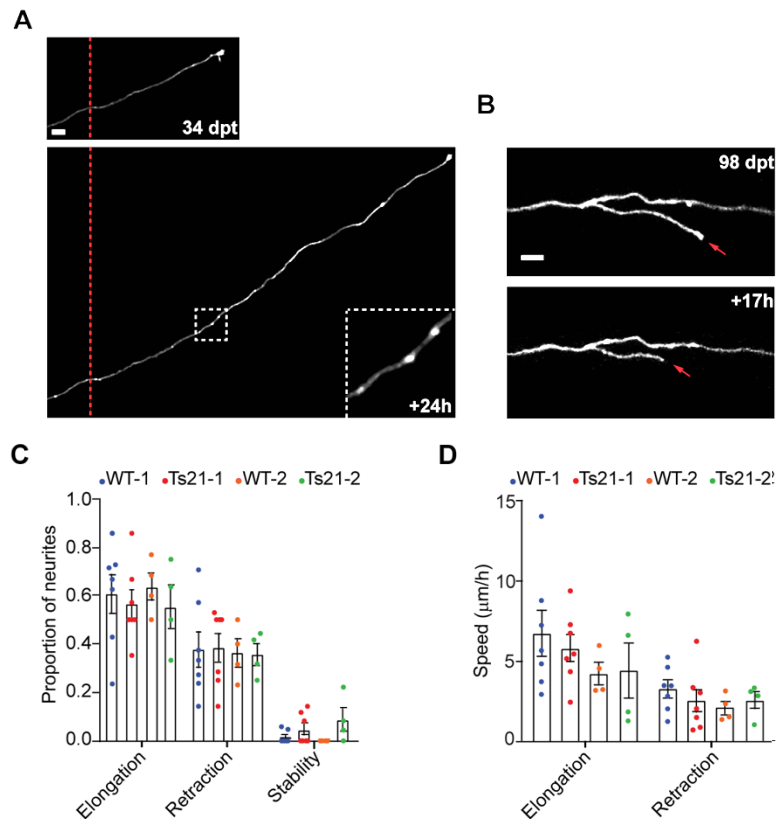 A
34 dpt
+24h
B
98 dpt
+17h
C
WT-1 Ts21-1 WT-2 Ts21-2
Proportion of neurites
1.0
0.8
0.6
0.4
0.2
0.0
Elongation
Retraction
Stability
D
WT-1 Ts21-1 WT-2 Ts21-2
Speed (μm/h)
15
10
5
0
Elongation
Retraction